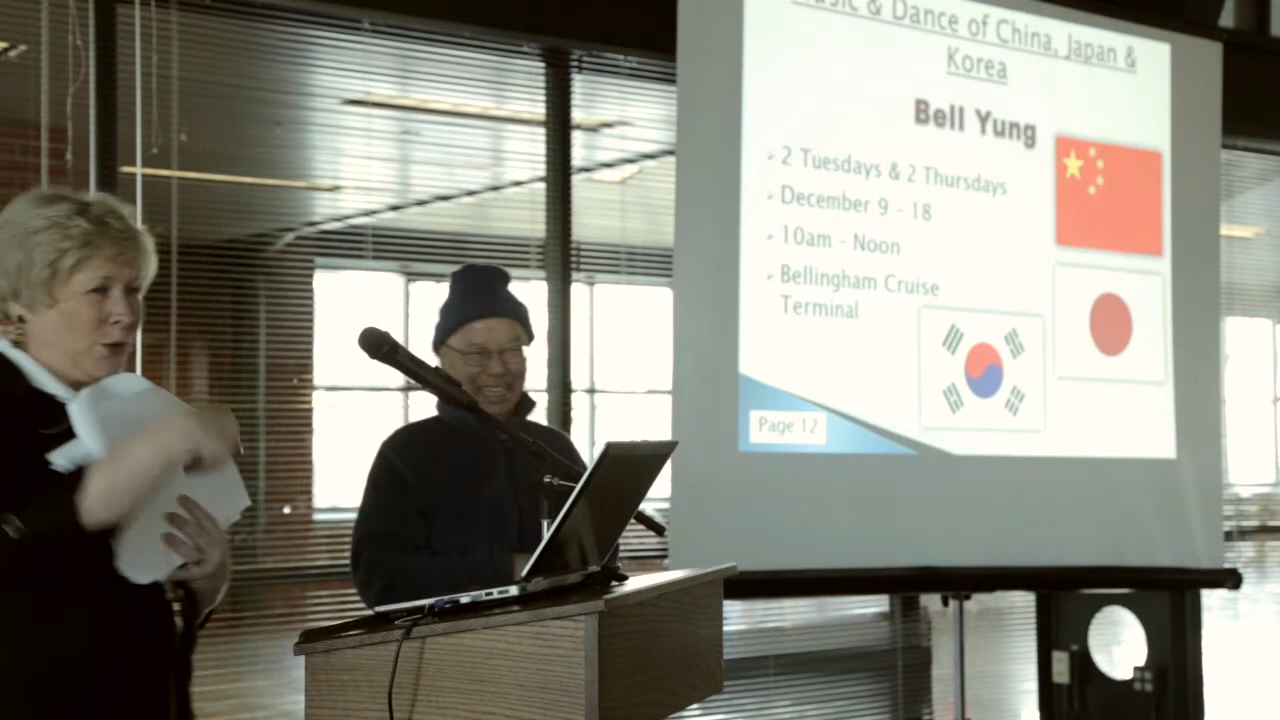 & Dance of China, Japan &
Korea
Bell Yung
2 Tuesdays & 2 Thursdays
December 9 - 18
10am - Noon
Bellingham Cruise
Terminal
Page 12